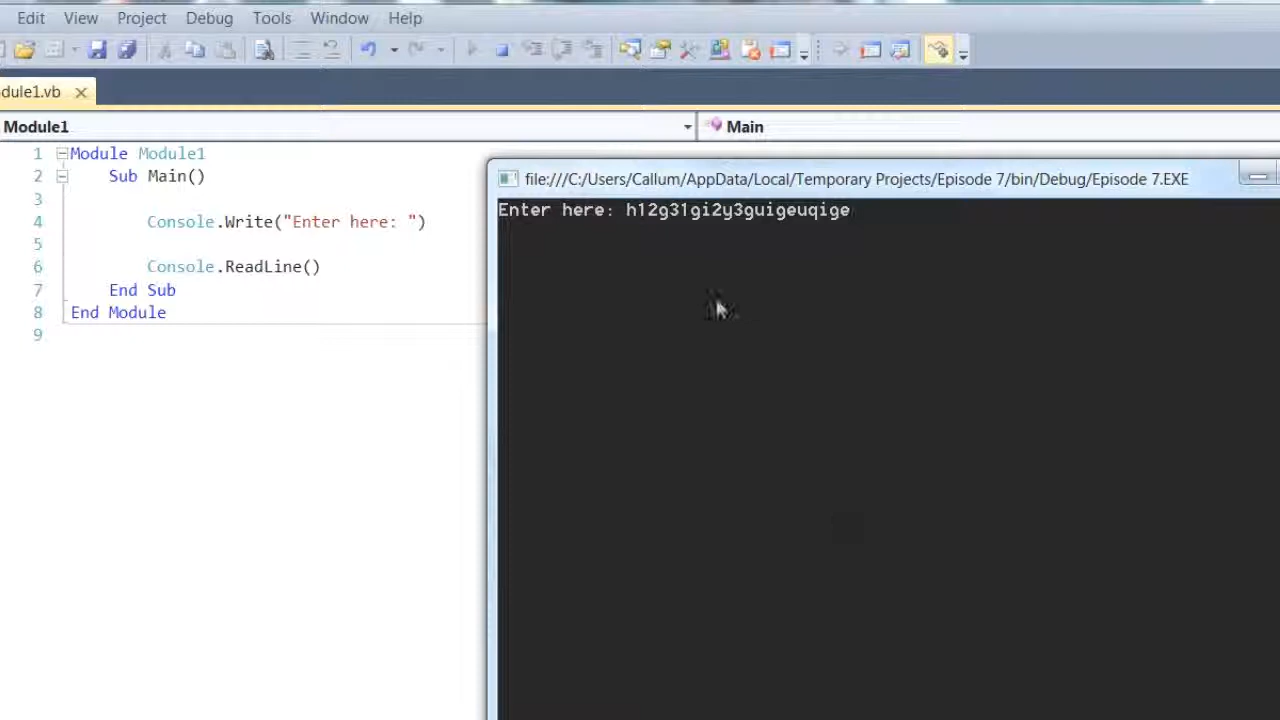 Edit View Project Debug Tools Window Help
dule1.vb
Module1
Main
1 Module Module1
2 Sub Main()
3
4 Console.Write("Enter here: ")
5
6 Console.ReadLine()
7 End Sub
8 End Module
9
file:///C:/Users/Callum/AppData/Local/Temporary Projects/Episode 7/bin/Debug/Episode 7.EXE
Enter here: h12g31gi2y3guigeuqige